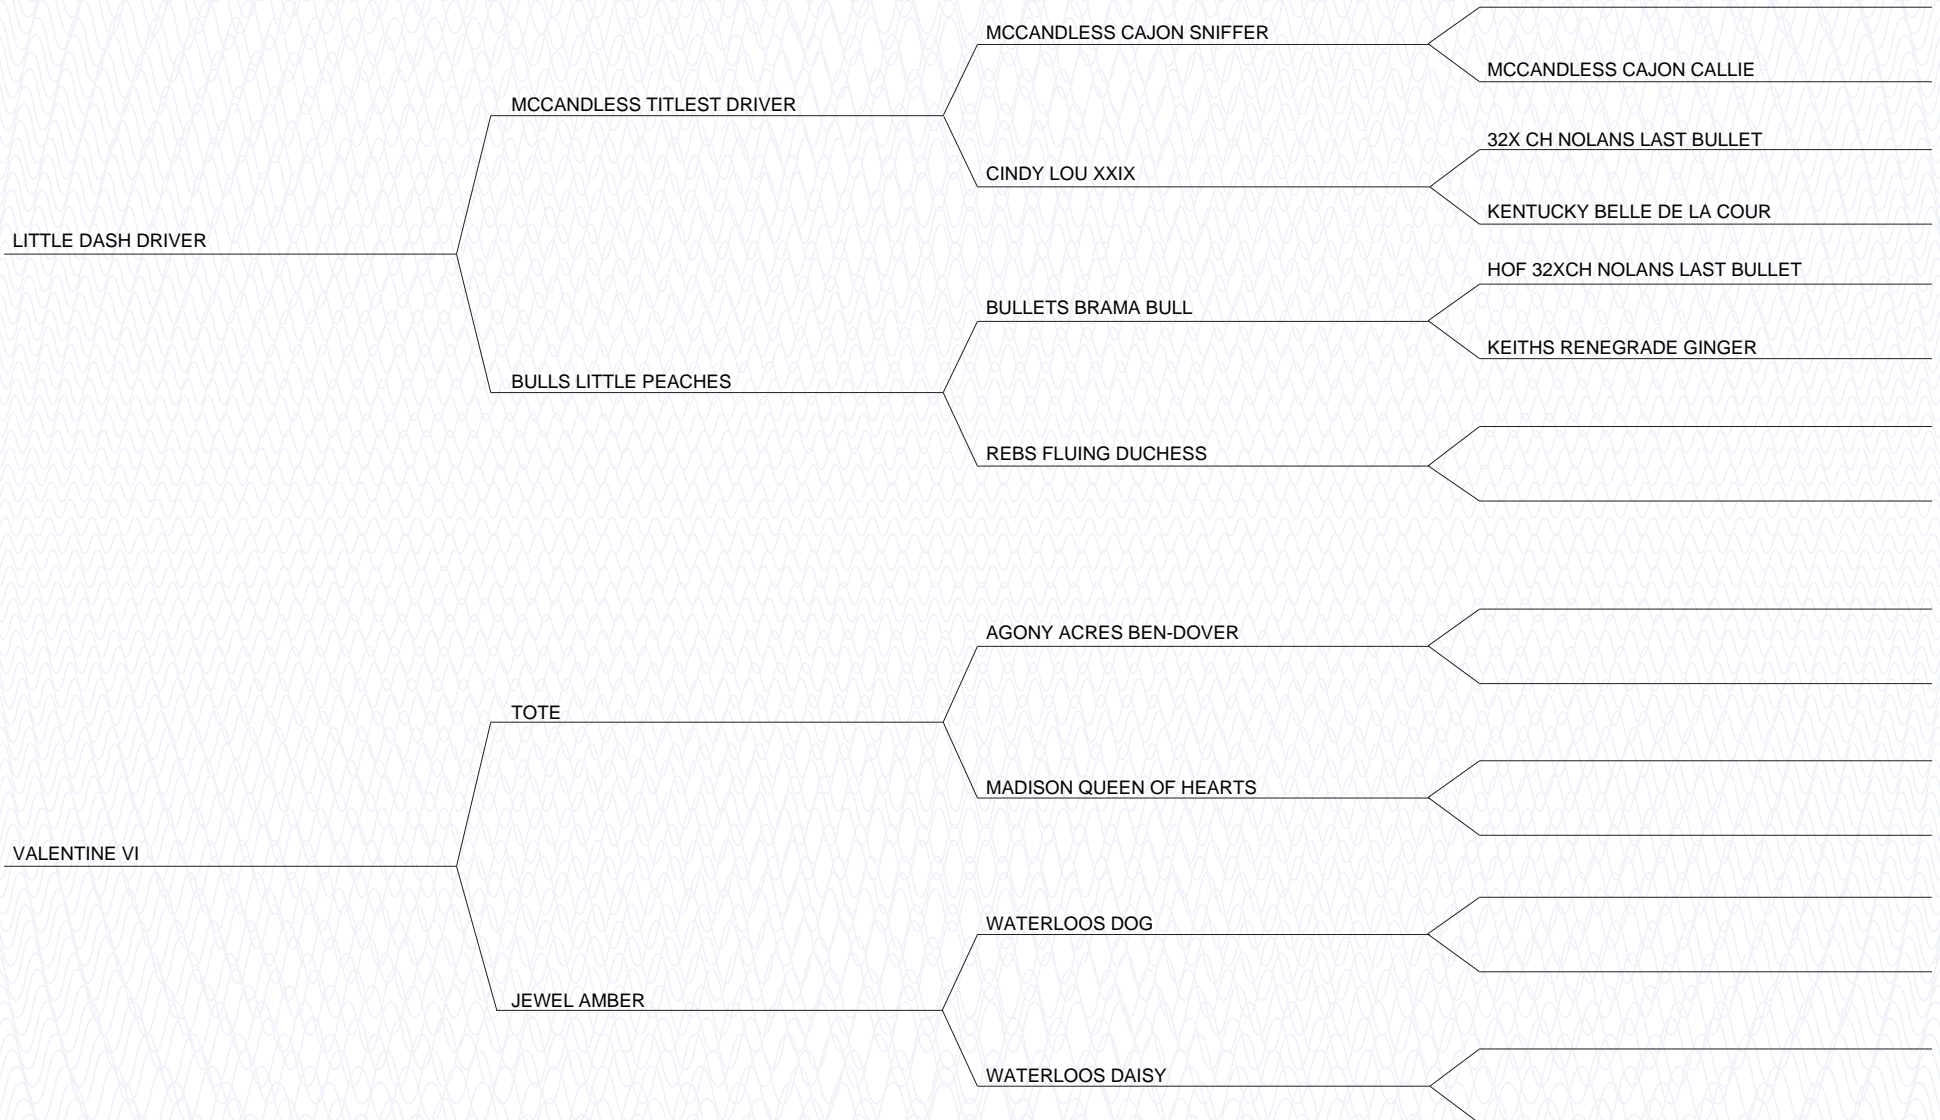 MCCANDLESS CAJON SNIFFER
MCCANDLESS CAJON CALLIE
MCCANDLESS TITLEST DRIVER
32X CH NOLANS LAST BULLET
CINDY LOU XXIX
KENTUCKY BELLE DE LA COUR
LITTLE DASH DRIVER
HOF 32XCH NOLANS LAST BULLET
BULLETS BRAMA BULL
KEITHS RENEGRADE GINGER
BULLS LITTLE PEACHES
REBS FLUING DUCHESS
AGONY ACRES BEN-DOVER
TOTE
MADISON QUEEN OF HEARTS
VALENTINE VI
WATERLOOS DOG
JEWEL AMBER
WATERLOOS DAISY